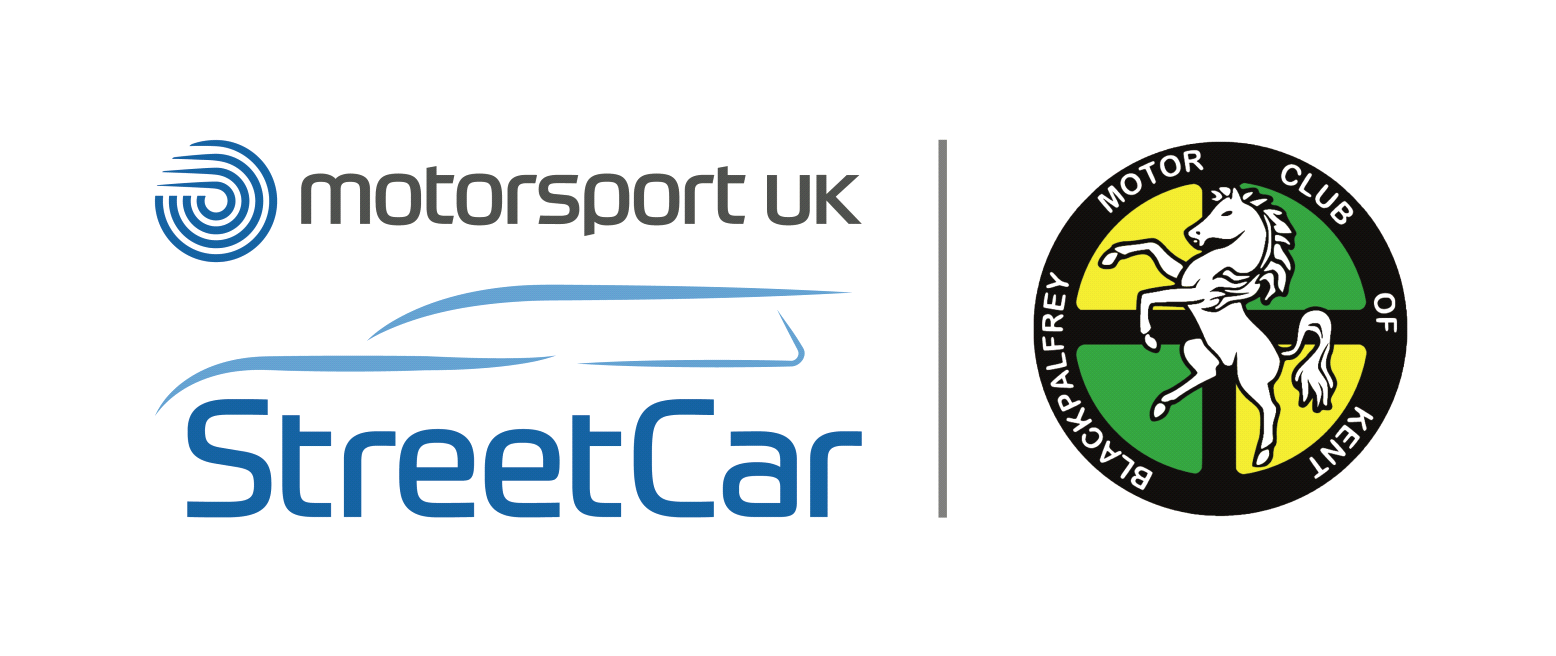 motorsport UK
StreetCar
BLACKPALFREY MOTOR CLUB OF KENT